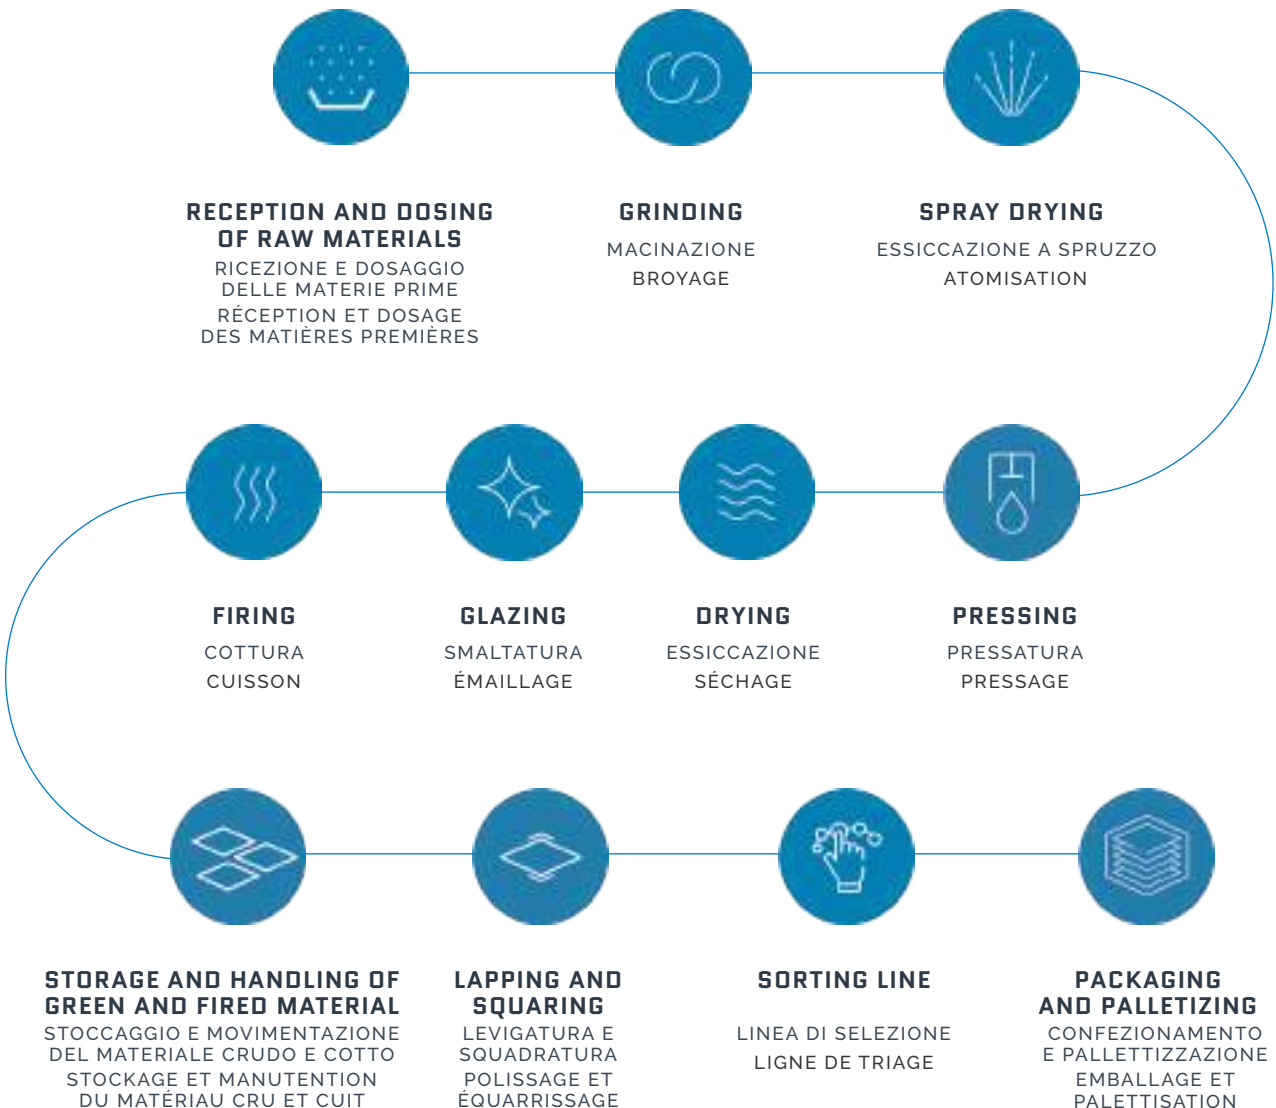 RECEPTION AND DOSING
OF RAW MATERIALS
RICEZIONE E DOSAGGIO
DELLE MATERIE PRIME
RÉCEPTION ET DOSAGE
DES MATIÈRES PREMIÈRES
GRINDING
MACINAZIONE
BROYAGE
SPRAY DRYING
ESSICCAZIONE A SPRUZZO
ATOMISATION
FIRING
COTTURA
CUISSON
GLAZING
SMALTATURA
ÉMAILLAGE
DRYING
ESSICCAZIONE
SÉCHAGE
PRESSING
PRESSATURA
PRESSAGE
STORAGE AND HANDLING OF
GREEN AND FIRED MATERIAL
STOCCAGGIO E MOVIMENTAZIONE
DEL MATERIALE CRUDO E COTTO
STOCKAGE ET MANUTENTION
DU MATÉRIAU CRU ET CUIT
LAPPING AND
SQUARING
LEVIGATURA E
SQUADRATURA
POLISSAGE ET
ÉQUARRISSAGE
SORTING LINE
LINEA DI SELEZIONE
LIGNE DE TRIAGE
PACKAGING
AND PALLETIZING
CONFEZIONAMENTO
E PALLETTIZZAZIONE
EMBALLAGE ET
PALETTISATION